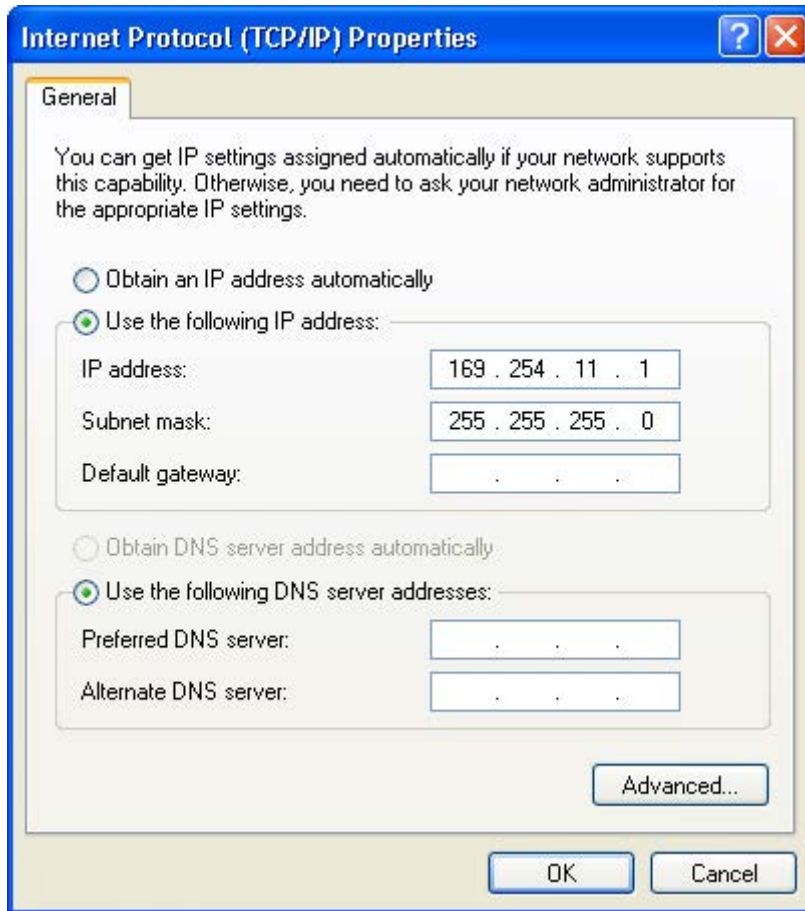 Internet Protocol (TCP/IP) Properties
General
You can get IP settings assigned automatically if your network supports
this capability. Otherwise, you need to ask your network administrator for
the appropriate IP settings.
Obtain an IP address automatically
Use the following IP address:
IP address: 169 . 254 . 11 . 1
Subnet mask: 255 . 255 . 255 . 0
Default gateway: . . .
Obtain DNS server address automatically
Use the following DNS server addresses:
Preferred DNS server: . . .
Alternate DNS server: . . .
Advanced...
OK Cancel